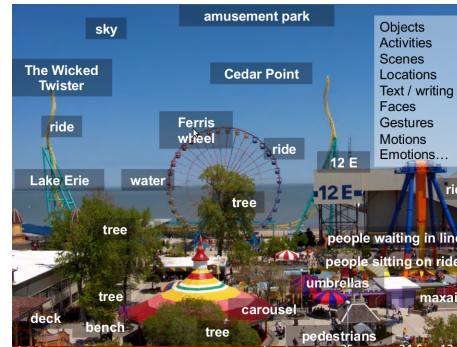 amusement park
sky
Objects
Activities
Scenes
Locations
Text / writing
Faces
Gestures
Motions
Emotions...
The Wicked
Twister
Cedar Point
Ferris
wheel
ride
ride
12 E
Lake Erie
water
12 E
tree
tree
people waiting in line
people sitting on ride
umbrellas
tree
carousel
maxair
deck
bench
tree
pedestrians